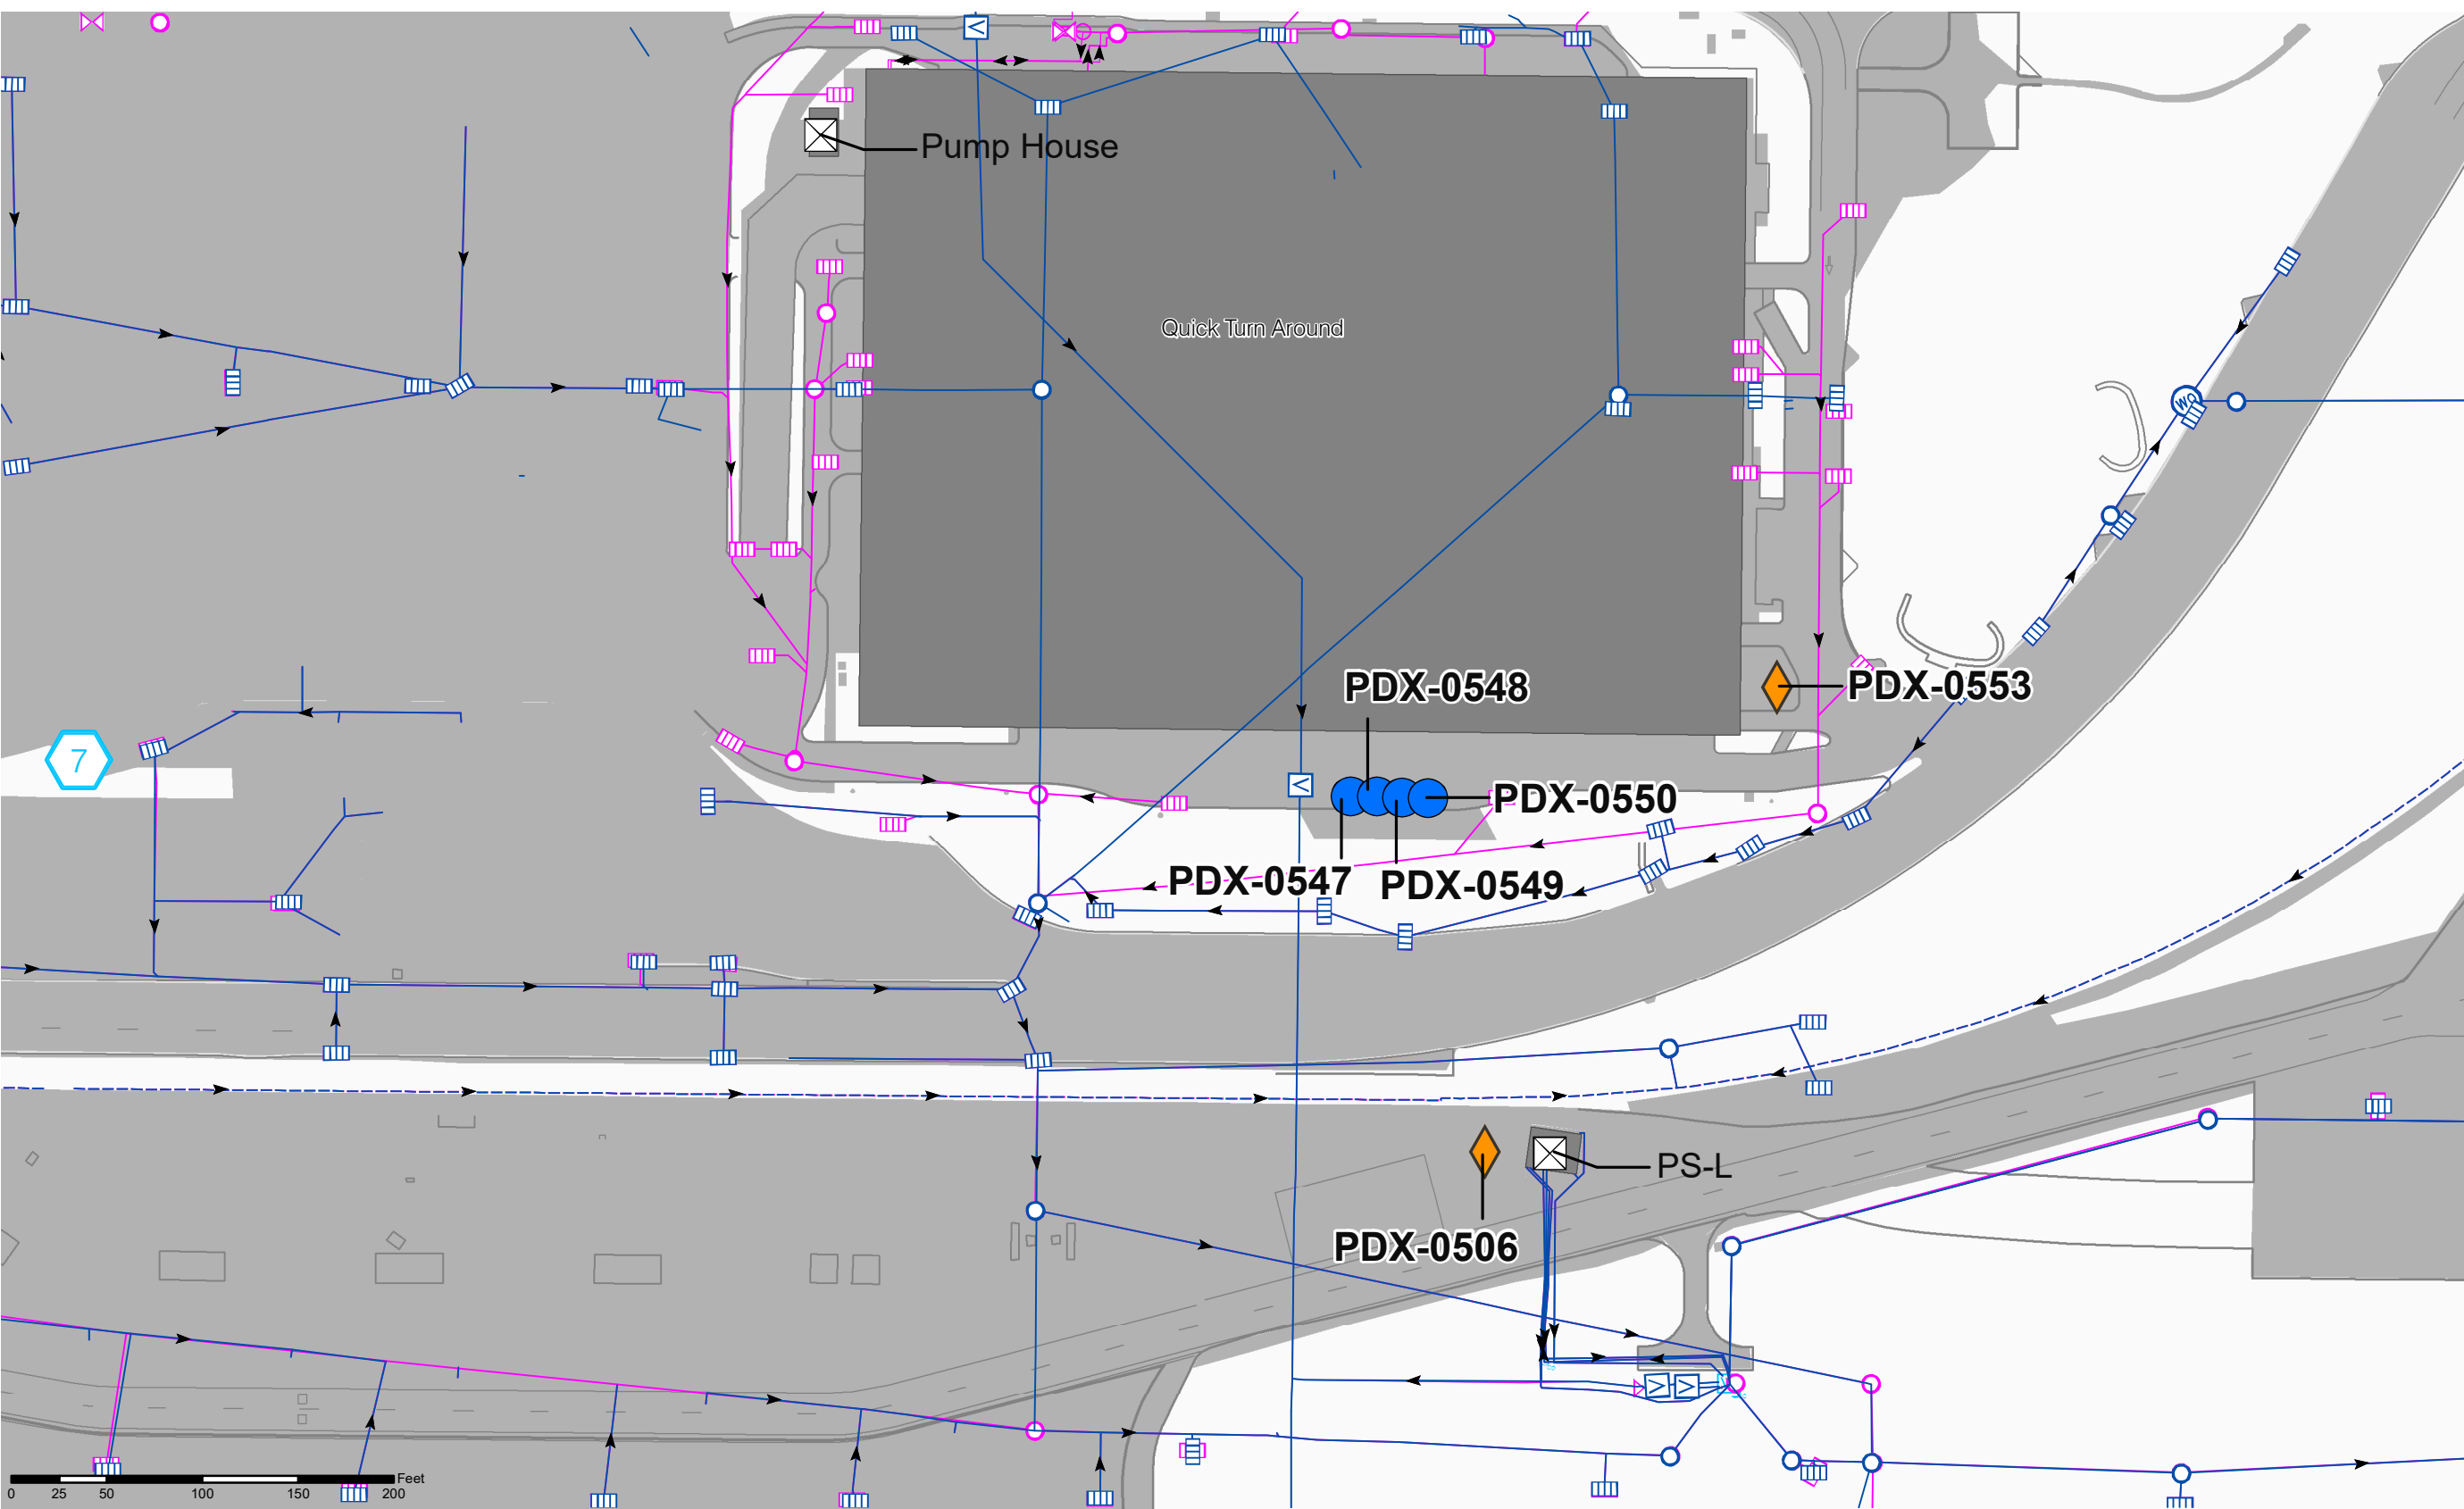 Pump House
Quick Turn Around
WQ
PDX-0548
PDX-0553
7
PDX-0550
PDX-0547
PDX-0549
PS-L
PDX-0506
Feet
0 25 50 100 150 200